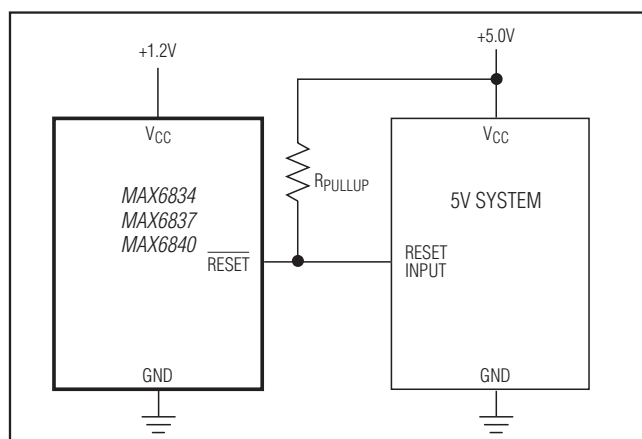 +1.2V
+5.0V
VCC
MAX6834
MAX6837
MAX6840
RESET
GND
RPULLUP
VCC
5V SYSTEM
RESET
INPUT
GND